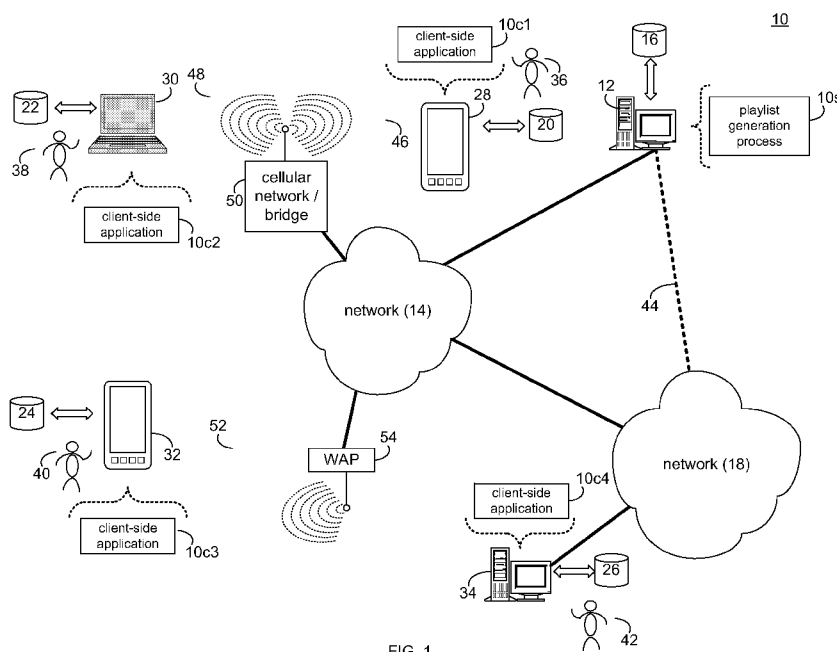 10
10c1
client-side
application
16
36
12
28
30
48
22
20
playlist
generation
process
10s
46
38
50
cellular
network /
bridge
client-side
application
10c2
network (14)
44
24
32
52
40
54
WAP
network (18)
10c4
client-side
application
client-side
application
10c3
34
26
42
FIG. 1